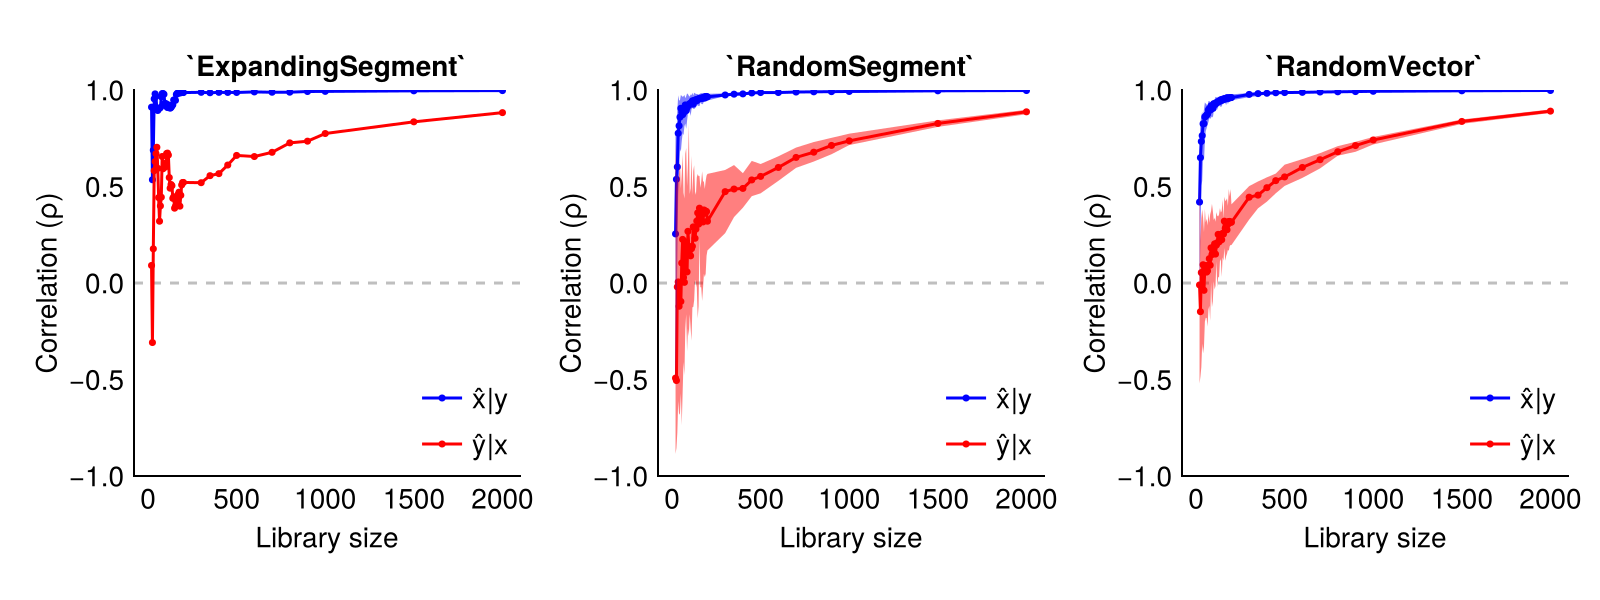 `ExpandingSegment`
1.0
0.5
0.0
−0.5
−1.0
Correlation (ρ)
x̂|y
ŷ|x
0 500 1000 1500 2000
Library size
`RandomSegment`
1.0
0.5
0.0
−0.5
−1.0
Correlation (ρ)
x̂|y
ŷ|x
0 500 1000 1500 2000
Library size
`RandomVector`
1.0
0.5
0.0
−0.5
−1.0
Correlation (ρ)
x̂|y
ŷ|x
0 500 1000 1500 2000
Library size